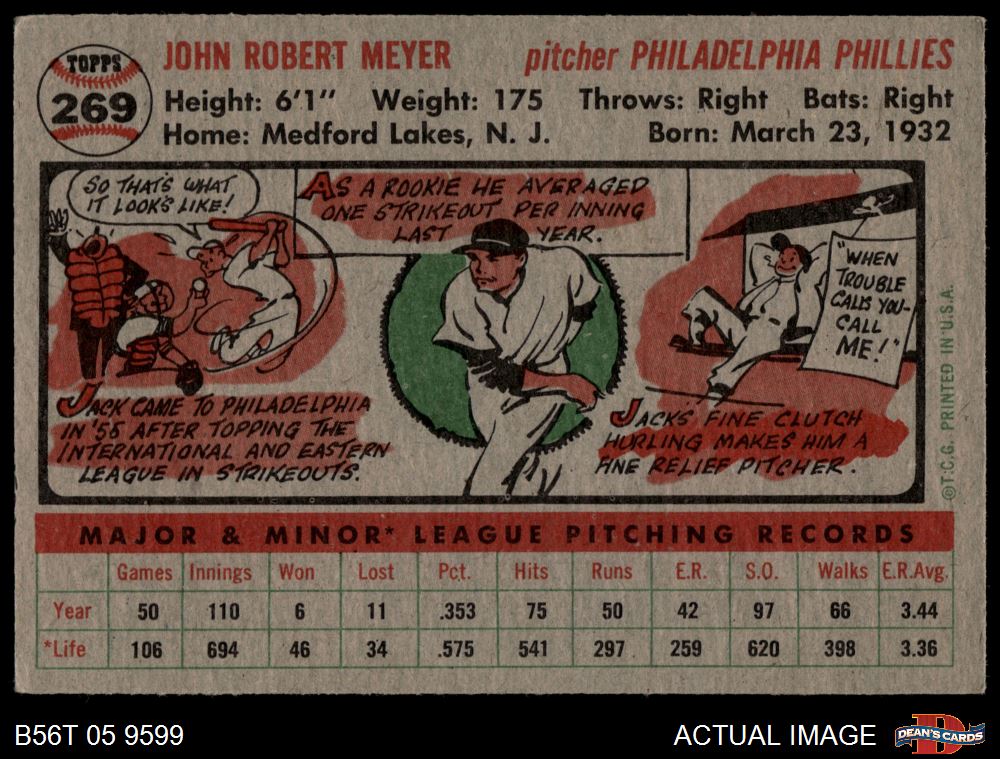 TOPPS
269
JOHN ROBERT MEYER pitcher PHILADELPHIA PHILLIES
Height: 6'1" Weight: 175 Throws: Right Bats: Right
Home: Medford Lakes, N. J. Born: March 23, 1932
SO THAT'S WHAT
IT LOOK'S LIKE!
AS A ROOKIE HE AVERAGED
ONE STRIKEOUT PER INNING
LAST YEAR.
"WHEN
TROUBLE
CALLS YOU-
CALL
ME!"
JACK CAME TO PHILADELPHIA
IN '55 AFTER TOPPING THE
INTERNATIONAL AND EASTERN
LEAGUE IN STRIKEOUTS.
JACKS FINE CLUTCH
HURLING MAKES HIM A
FINE RELIEF PITCHER.
©T.C.G. PRINTED IN U.S.A.
MAJOR & MINOR* LEAGUE PITCHING RECORDS
Games Innings Won Lost Pct. Hits Runs E.R. S.O. Walks E.R.Avg.
Year 50 110 6 11 .353 75 50 42 97 66 3.44
*Life 106 694 46 34 .575 541 297 259 620 398 3.36
B56T 05 9599 ACTUAL IMAGE DEAN'S CARDS